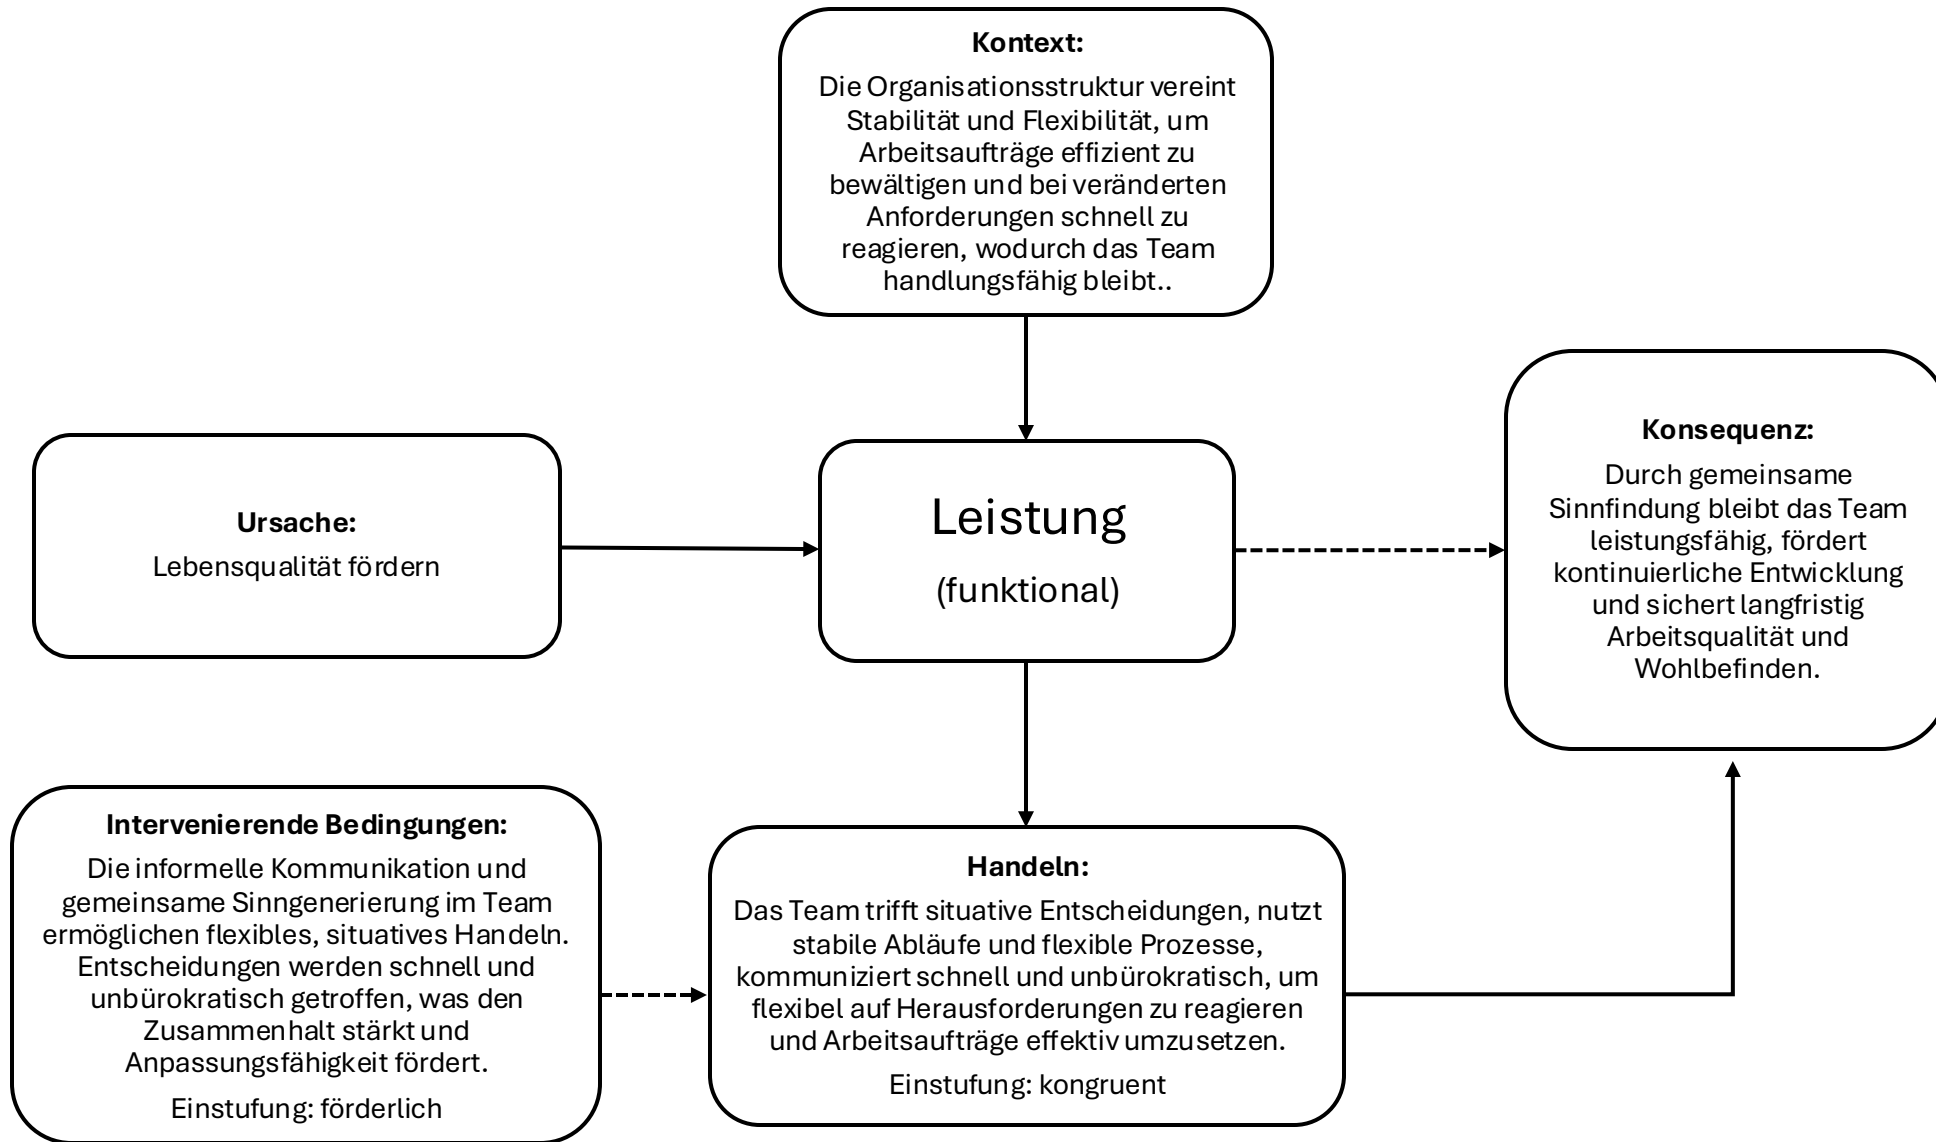 Kontext:
Die Organisationsstruktur vereint
Stabilität und Flexibilität, um
Arbeitsaufträge effizient zu
bewältigen und bei veränderten
Anforderungen schnell zu
reagieren, wodurch das Team
handlungsfähig bleibt..
Ursache:
Lebensqualität fördern
Leistung
(funktional)
Konsequenz:
Durch gemeinsame
Sinnfindung bleibt das Team
leistungsfähig, fördert
kontinuierliche Entwicklung
und sichert langfristig
Arbeitsqualität und
Wohlbefinden.
Intervenierende Bedingungen:
Die informelle Kommunikation und
gemeinsame Sinngenerierung im Team
ermöglichen flexibles, situatives Handeln.
Entscheidungen werden schnell und
unbürokratisch getroffen, was den
Zusammenhalt stärkt und
Anpassungsfähigkeit fördert.
Einstufung: förderlich
Handeln:
Das Team trifft situative Entscheidungen, nutzt
stabile Abläufe und flexible Prozesse,
kommuniziert schnell und unbürokratisch, um
flexibel auf Herausforderungen zu reagieren
und Arbeitsaufträge effektiv umzusetzen.
Einstufung: kongruent